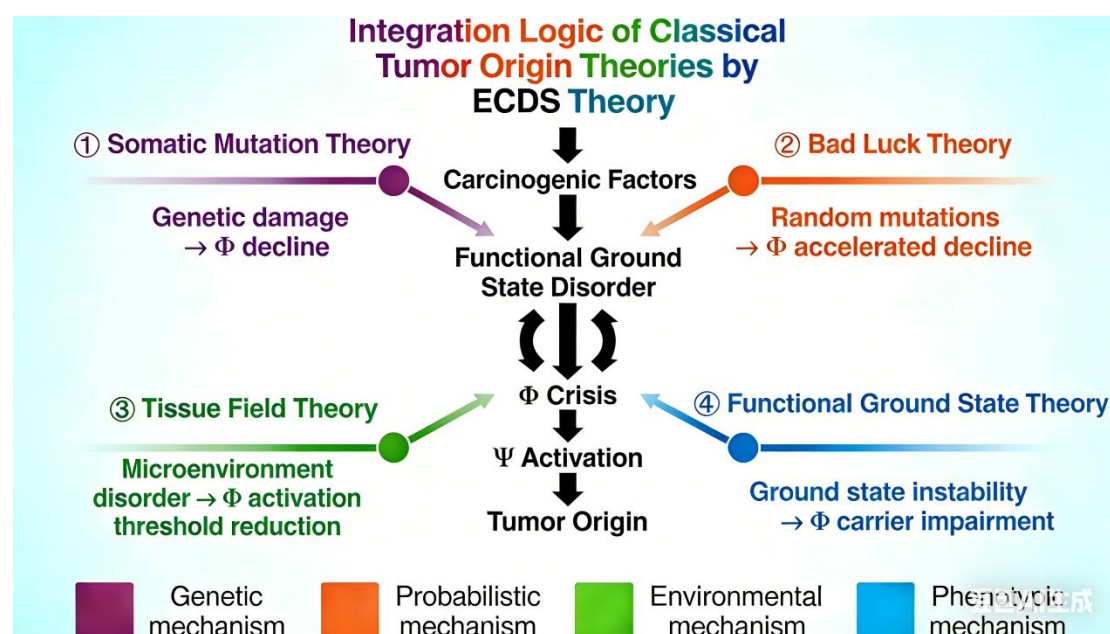 Integration Logic of Classical
Tumor Origin Theories by
ECDS Theory
① Somatic Mutation Theory
② Bad Luck Theory
Carcinogenic Factors
Genetic damage
→ Φ decline
Random mutations
→ Φ accelerated decline
Functional Ground
State Disorder
③ Tissue Field Theory
Φ Crisis
④ Functional Ground State Theory
Microenvironment
disorder → Φ activation
threshold reduction
Ψ Activation
Ground state instability
→ Φ carrier impairment
Tumor Origin
Genetic
mechanism
Probabilistic
mechanism
Environmental
mechanism
Phenotypic
mechanism